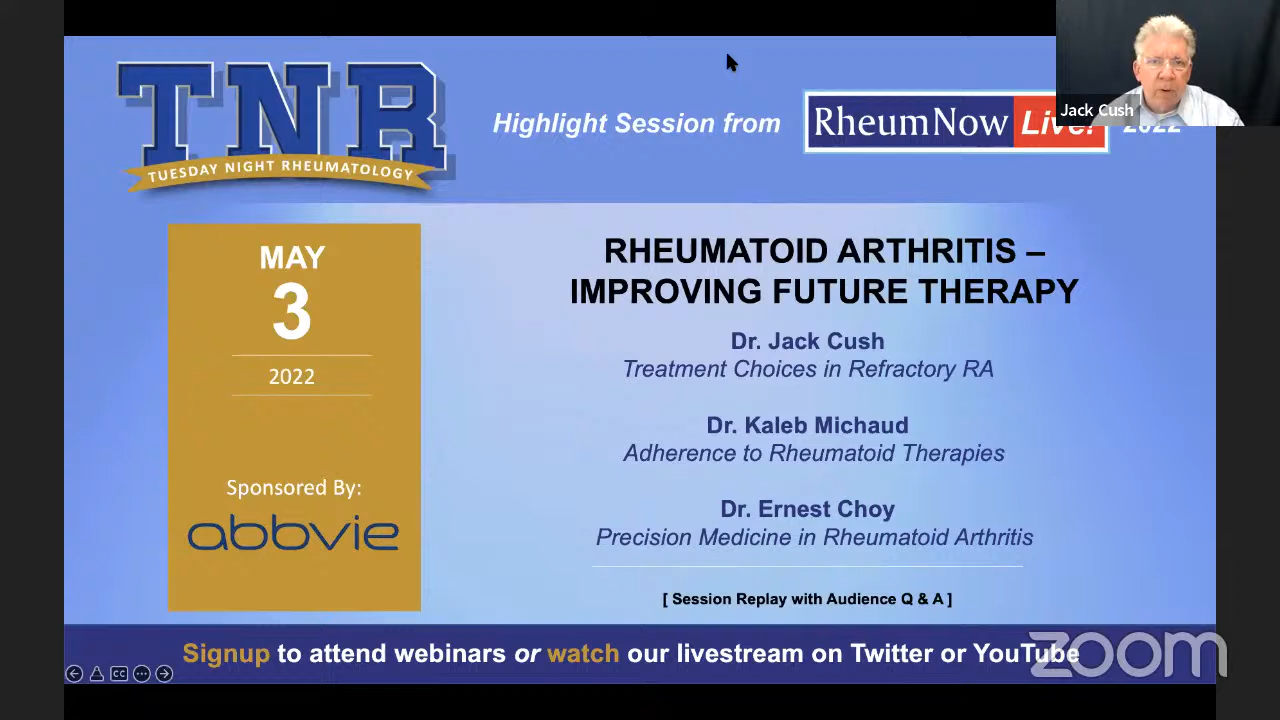 TNR
TUESDAY NIGHT RHEUMATOLOGY
Highlight Session from
RheumNow Live! 2022
Jack Cush
MAY
3
2022
Sponsored By:
abbvie
RHEUMATOID ARTHRITIS –
IMPROVING FUTURE THERAPY
Dr. Jack Cush
Treatment Choices in Refractory RA
Dr. Kaleb Michaud
Adherence to Rheumatoid Therapies
Dr. Ernest Choy
Precision Medicine in Rheumatoid Arthritis
[ Session Replay with Audience Q & A ]
Signup to attend webinars or watch our livestream on Twitter or YouTube
CC
zoom